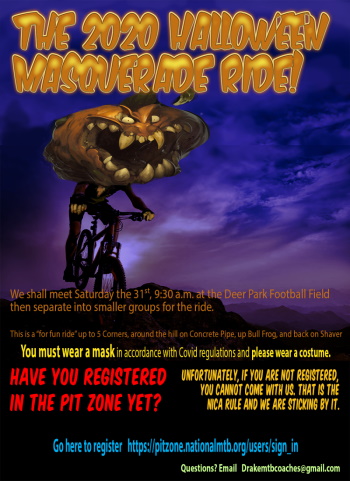 THE 2020 HALLOWEEN
MASQUERADE RIDE!
We shall meet Saturday the 31st, 9:30 a.m. at the Deer Park Football Field
then separate into smaller groups for the ride.
This is a "for fun ride" up to 5 Corners, around the hill on Concrete Pipe, up Bull Frog, and back on Shaver
You must wear a mask in accordance with Covid regulations and please wear a costume.
HAVE YOU REGISTERED
IN THE PIT ZONE YET?
UNFORTUNATELY, IF YOU ARE NOT REGISTERED,
YOU CANNOT COME WITH US. THAT IS THE
NICA RULE AND WE ARE STICKING BY IT.
Go here to register https://pitzone.nationalmtb.org/users/sign_in
Questions? Email Drakemtbcoaches@gmail.com